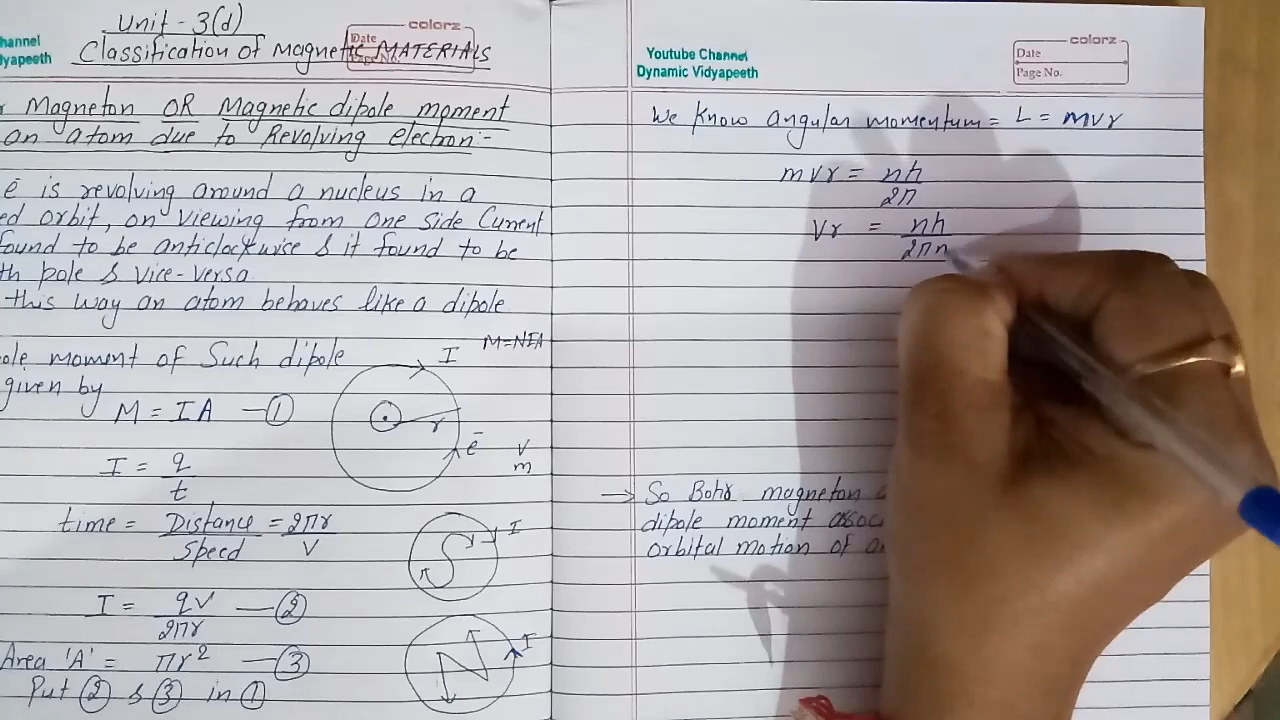 Unit - 3(d)
Classification of Magnetic MATERIALS
colorz
Date
Page No.
Magneton OR Magnetic dipole moment
an atom due to Revolving electron:-
ē is revolving around a nucleus in a
orbit, on Viewing from One Side Current
found to be anticlockwise & it found to be
pole & Vice-Versa
this way an atom behaves like a dipole
moment of Such dipole
given by
M = IA —①
M=NIA
I
r
ē
v
m
I = q/t
time = Distance/Speed = 2πr/V
I
I = qv/2πr —②
Area 'A' = πr² —③
Put ② & ③ in ①
S
N
I
Youtube Channel
Dynamic Vidyapeeth
colorz
Date
Page No.
We Know angular momentum = L = mvr
mvr = nh/2π
vr = nh/2πm
→ So Bohr magneton
dipole moment
orbital motion of